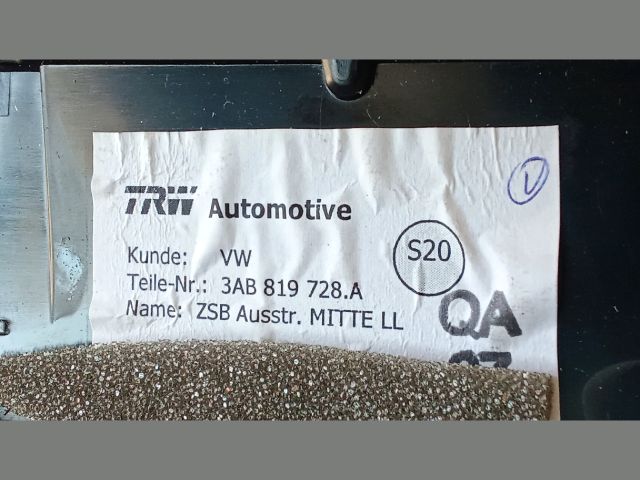 TRW Automotive
Kunde: VW
S20
Teile-Nr.: 3AB 819 728.A
Name: ZSB Ausstr. MITTE LL
QA